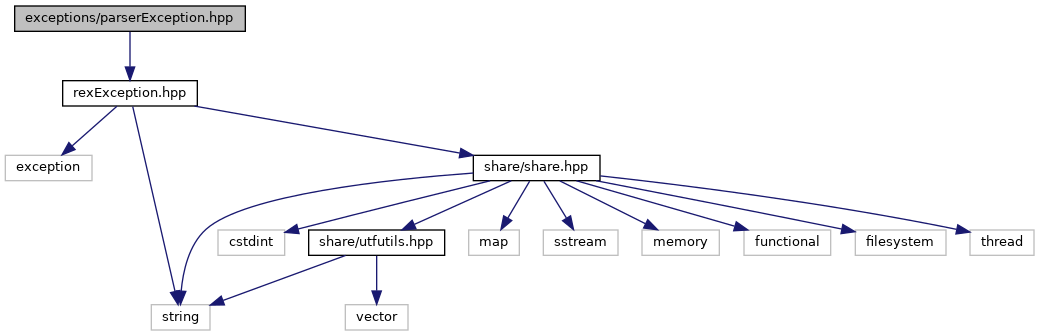 exceptions/parserException.hpp
rexException.hpp
exception
share/share.hpp
cstdint
share/utfutils.hpp
map
sstream
memory
functional
filesystem
thread
string
vector